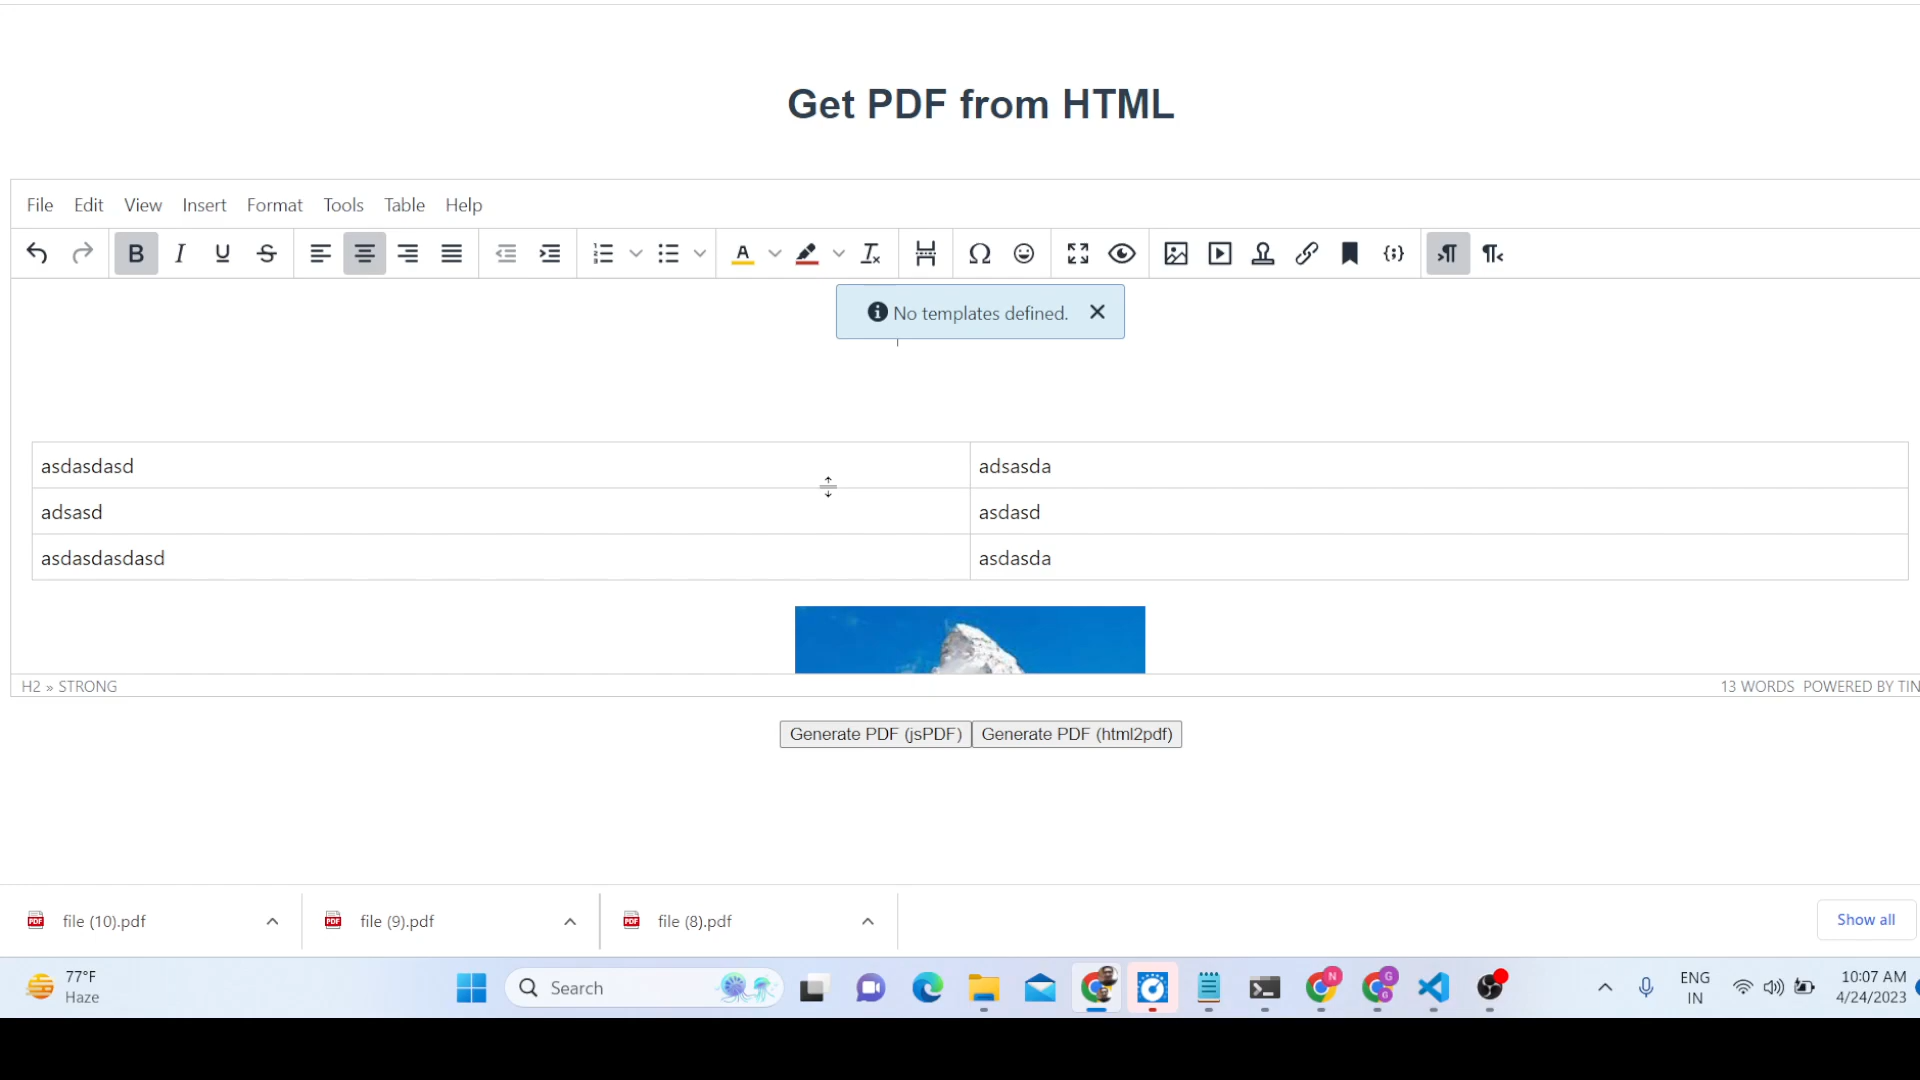 Get PDF from HTML
File Edit View Insert Format Tools Table Help
No templates defined.
asdasdasd adsasda
adsasd asdasd
asdasdasdasd asdasda
H2 » STRONG 13 WORDS POWERED BY TIN
Generate PDF (jsPDF) Generate PDF (html2pdf)
file (10).pdf file (9).pdf file (8).pdf Show all
77°F
Haze
Search
ENG
IN
10:07 AM
4/24/2023